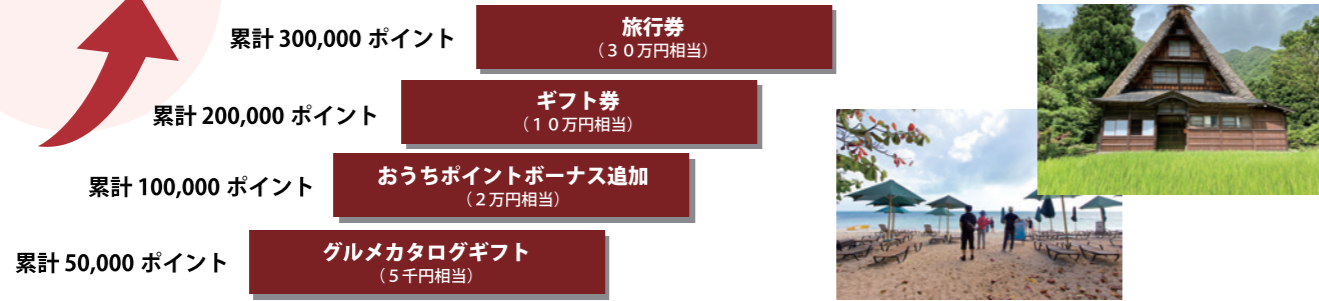 累計 300,000 ポイント
旅行券
（３０万円相当）
累計 200,000 ポイント
ギフト券
（１０万円相当）
累計 100,000 ポイント
おうちポイントボーナス追加
（２万円相当）
累計 50,000 ポイント
グルメカタログギフト
（５千円相当）